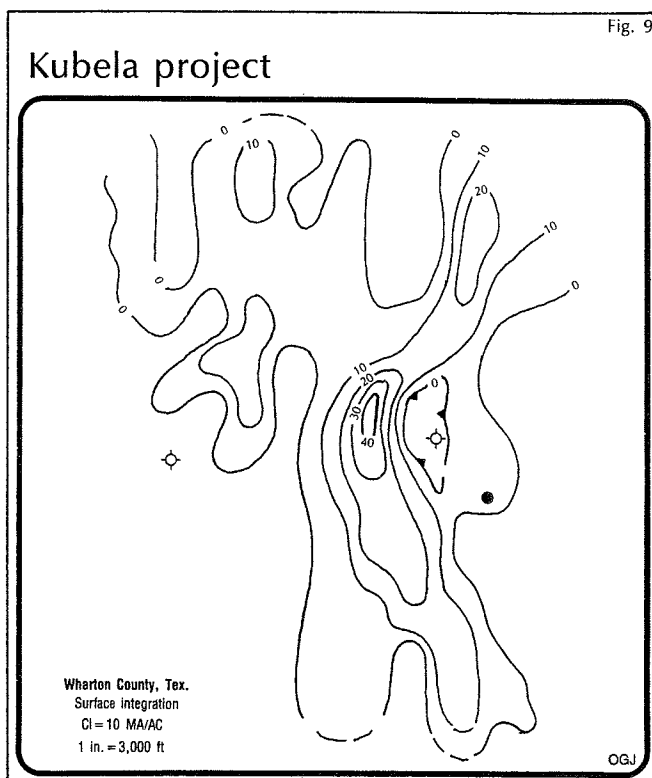 Fig. 9
Kubela project
0
10
0
10
20
10
0
0
0
10
20
0
30
40
Wharton County, Tex.
Surface integration
CI = 10 MA/AC
1 in. = 3,000 ft
OGJ